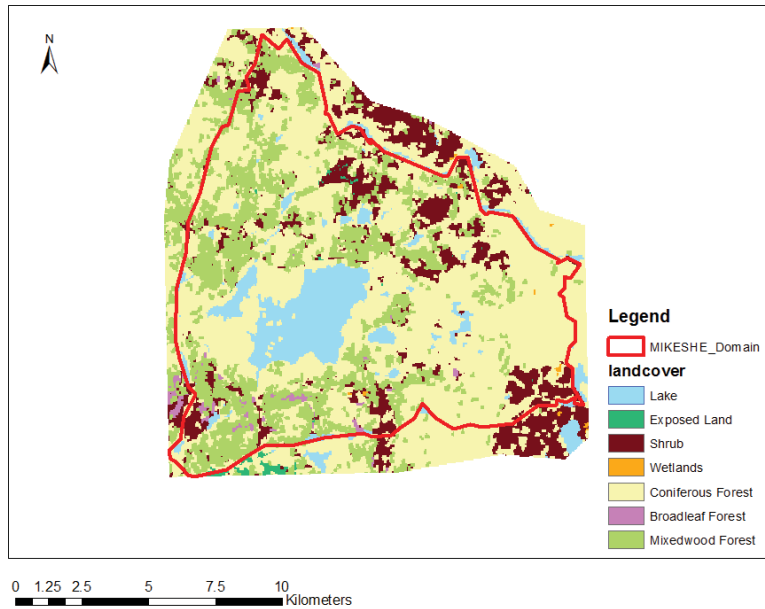 N
Legend
MIKESHE_Domain
landcover
Lake
Exposed Land
Shrub
Wetlands
Coniferous Forest
Broadleaf Forest
Mixedwood Forest
0 1.25 2.5 5 7.5 10
Kilometers